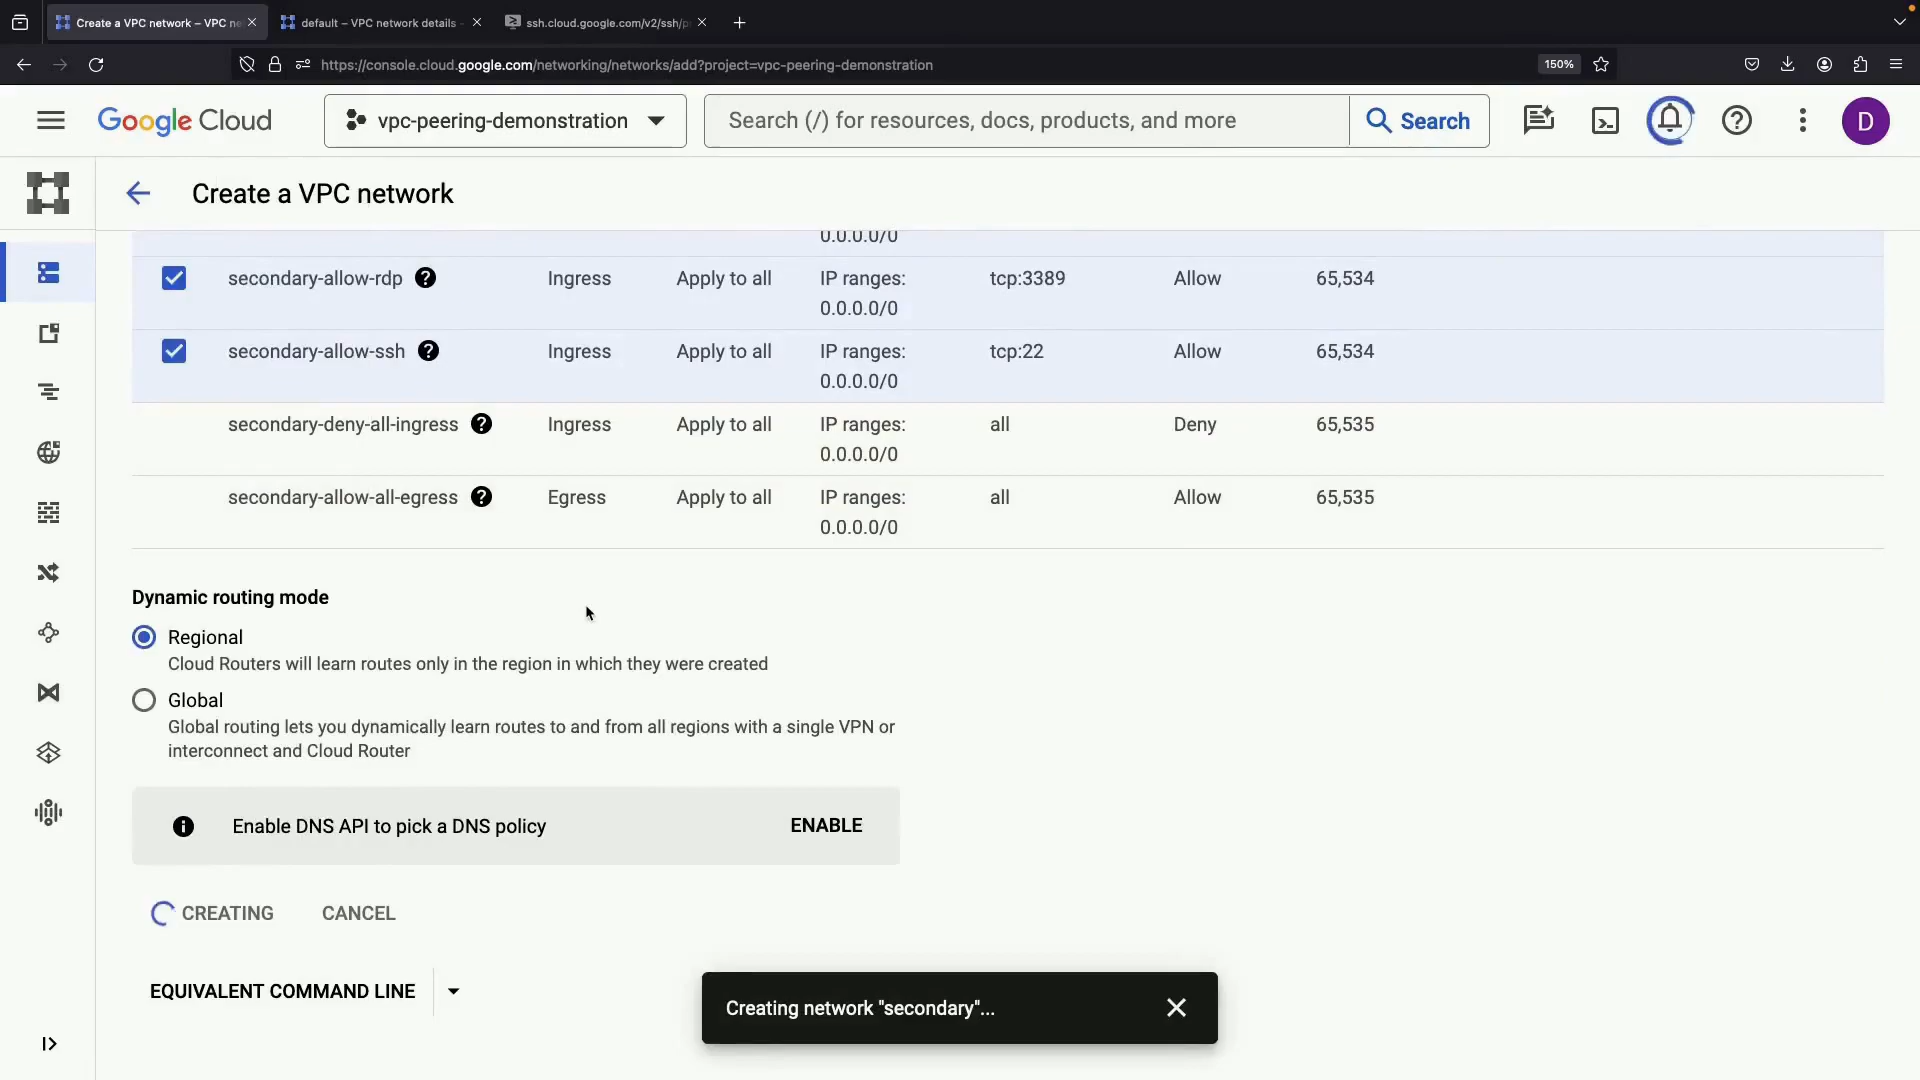 Create a VPC network – VPC ne
default – VPC network details -
ssh.cloud.google.com/v2/ssh/p
https://console.cloud.google.com/networking/networks/add?project=vpc-peering-demonstration
150%
Google Cloud
vpc-peering-demonstration
Search (/) for resources, docs, products, and more
Search
D
Create a VPC network
0.0.0.0/0
secondary-allow-rdp ? Ingress Apply to all IP ranges: tcp:3389 Allow 65,534
0.0.0.0/0
secondary-allow-ssh ? Ingress Apply to all IP ranges: tcp:22 Allow 65,534
0.0.0.0/0
secondary-deny-all-ingress ? Ingress Apply to all IP ranges: all Deny 65,535
0.0.0.0/0
secondary-allow-all-egress ? Egress Apply to all IP ranges: all Allow 65,535
0.0.0.0/0
Dynamic routing mode
Regional
Cloud Routers will learn routes only in the region in which they were created
Global
Global routing lets you dynamically learn routes to and from all regions with a single VPN or
interconnect and Cloud Router
Enable DNS API to pick a DNS policy
ENABLE
CREATING
CANCEL
EQUIVALENT COMMAND LINE
Creating network "secondary"...